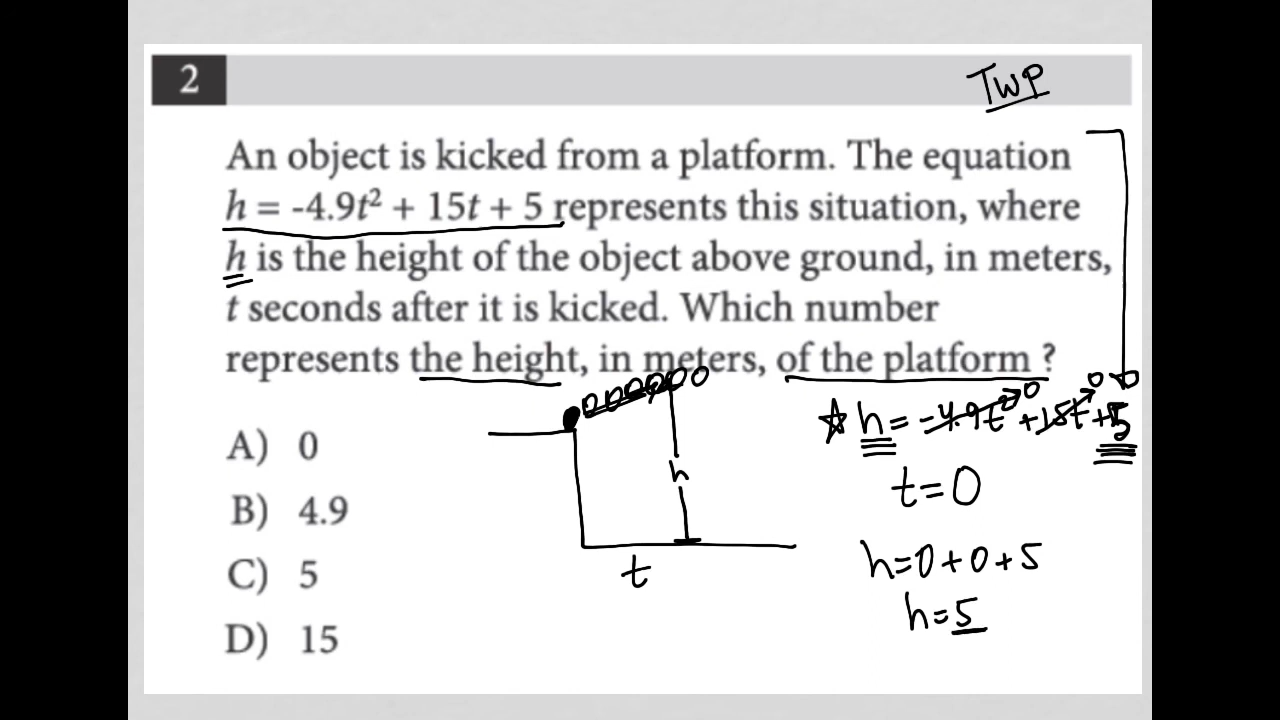 2
TWP
An object is kicked from a platform. The equation
h = -4.9t² + 15t + 5 represents this situation, where
h is the height of the object above ground, in meters,
t seconds after it is kicked. Which number
represents the height, in meters, of the platform ?
A) 0
B) 4.9
C) 5
D) 15
h
t
0 0
☆ h = -4.9t² + 15t + 5
t = 0
h = 0 + 0 + 5
h = 5